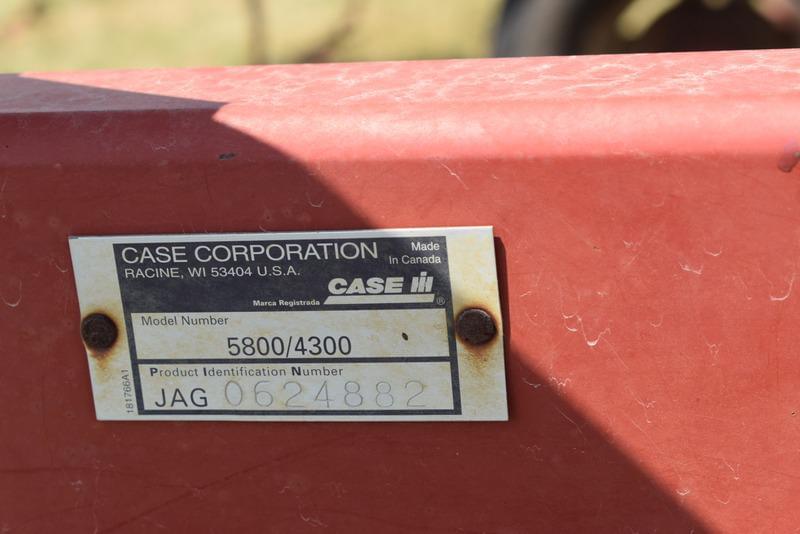 CASE CORPORATION
RACINE, WI 53404 U.S.A.
Made
In Canada
CASE IH
®
Marca Registrada
Model Number
5800/4300
Product Identification Number
JAG 0624882
181766A1